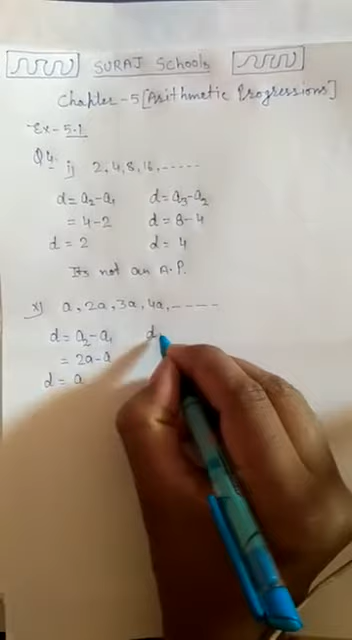 SURAJ Schools
Chapter-5 [Arithmetic Progressions]
Ex-5.1
Q4. i) 2, 4, 8, 16, -----
d = a₂-a₁ d = a₃-a₂
= 4-2 d = 8-4
d = 2 d = 4
Its not an A.P.
x) a, 2a, 3a, 4a, -----
d = a₂-a₁ d
= 2a-a
d = a